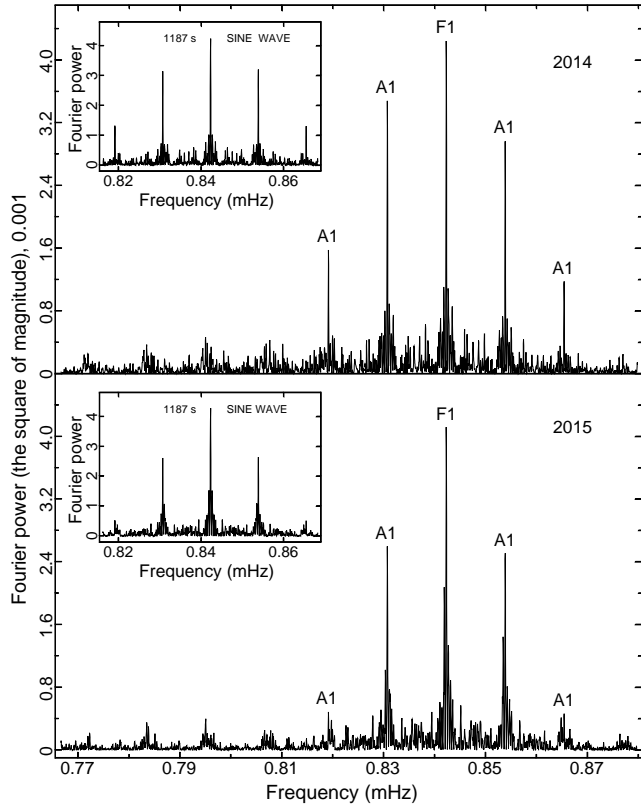 Fourier power (the square of magnitude), 0.001
4.0
3.2
2.4
1.6
0.8
0
F1
2014
A1
A1
A1
A1
Fourier power
4
3
2
1
0
1187 s SINE WAVE
0.82 0.84 0.86
Frequency (mHz)
4.0
3.2
2.4
1.6
0.8
0
F1
2015
A1
A1
A1
A1
Fourier power
4
3
2
1
0
1187 s SINE WAVE
0.82 0.84 0.86
Frequency (mHz)
0.77 0.79 0.81 0.83 0.85 0.87
Frequency (mHz)